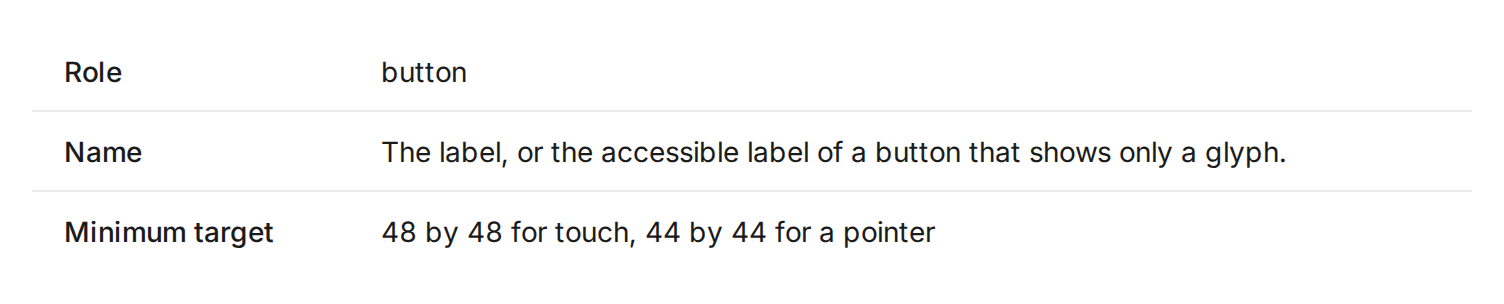 Role button
Name The label, or the accessible label of a button that shows only a glyph.
Minimum target 48 by 48 for touch, 44 by 44 for a pointer